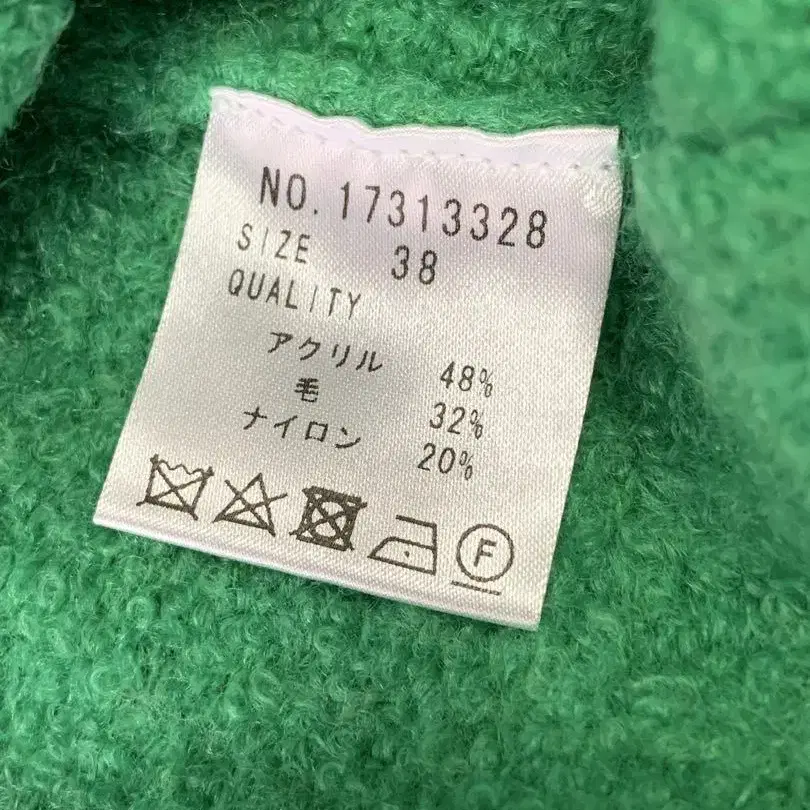 NO. 17313328
SIZE 38
QUALITY
アクリル 48%
毛 32%
ナイロン 20%
F